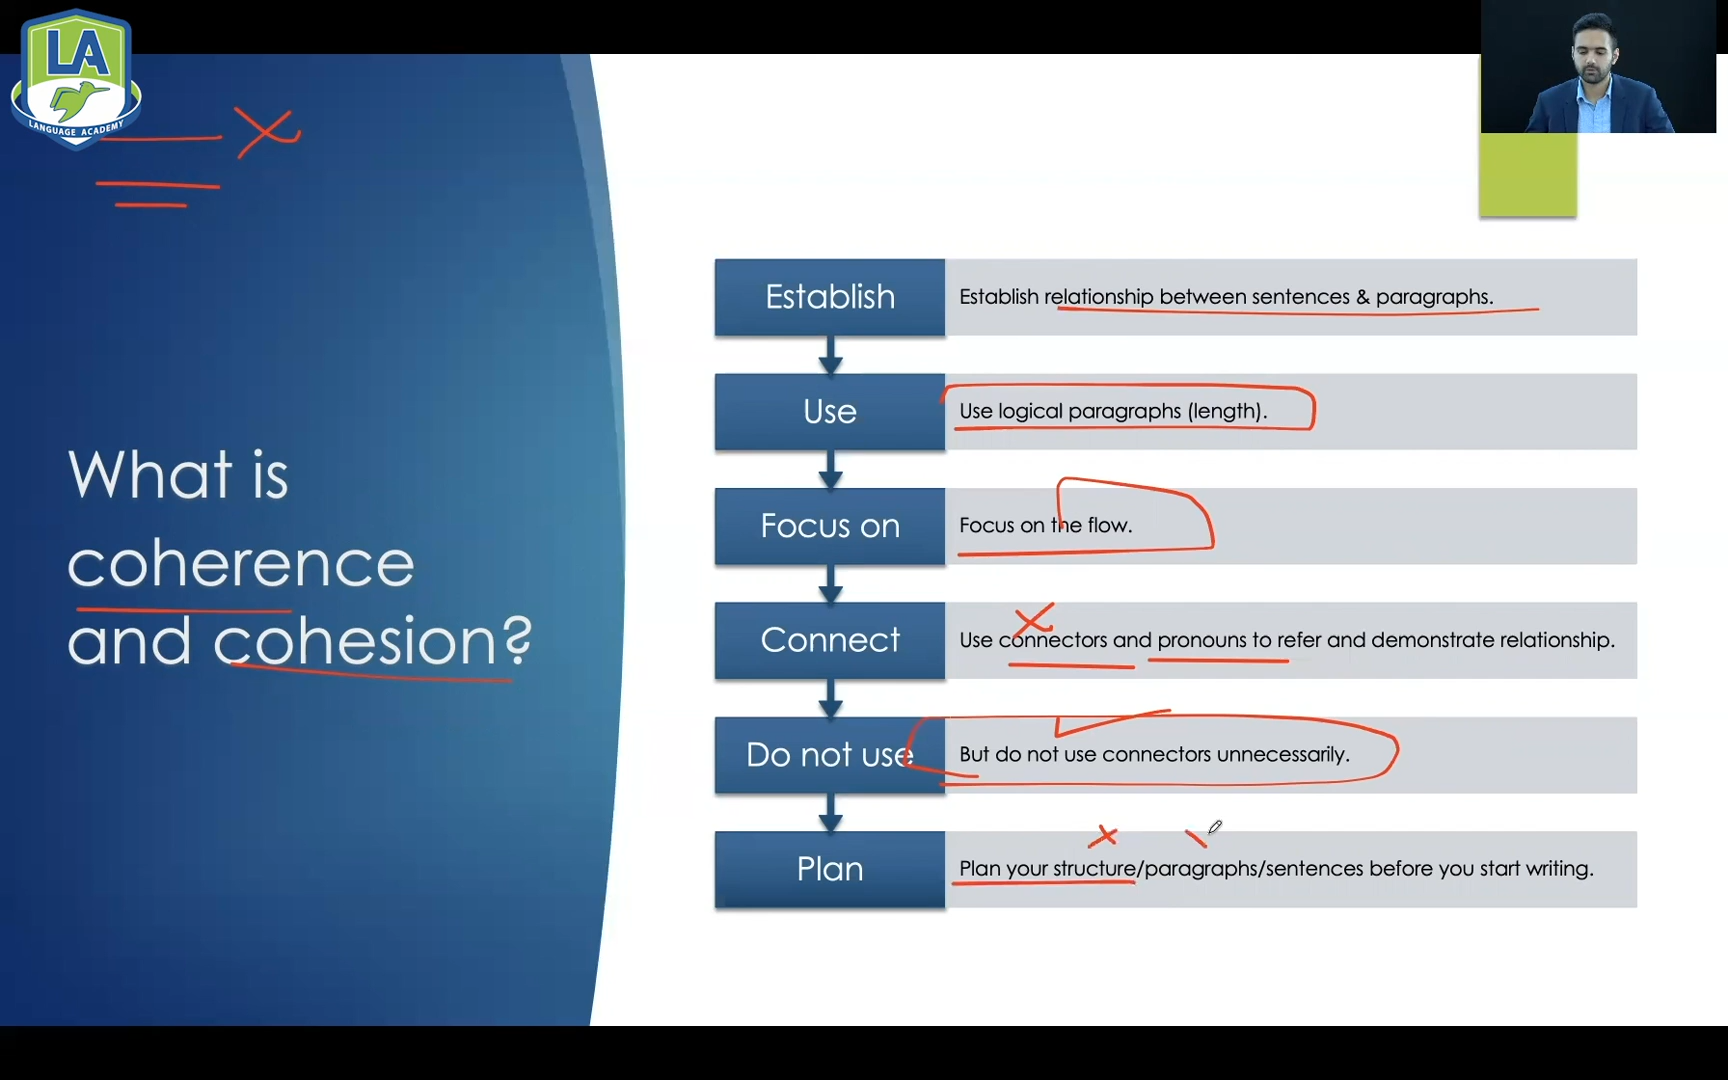 LA
LANGUAGE ACADEMY
What is
coherence
and cohesion?
Establish
Establish relationship between sentences & paragraphs.
Use
Use logical paragraphs (length).
Focus on
Focus on the flow.
Connect
Use connectors and pronouns to refer and demonstrate relationship.
Do not use
But do not use connectors unnecessarily.
Plan
Plan your structure/paragraphs/sentences before you start writing.